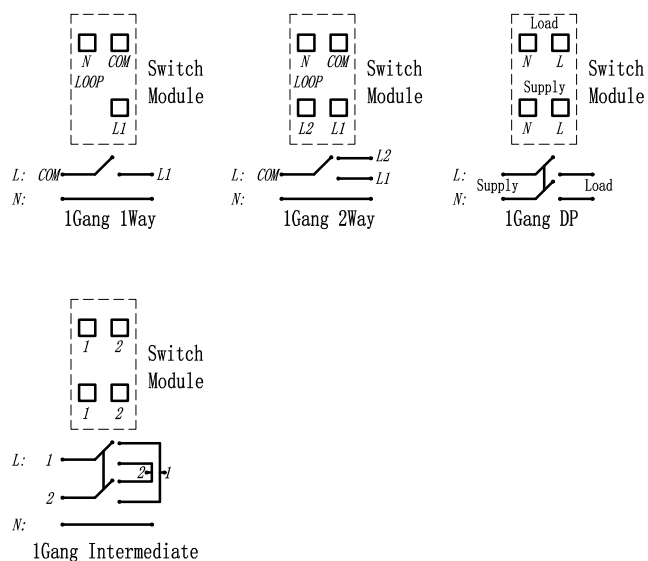 N COM
LOOP
L1
Switch
Module
L: COM L1
N:
1Gang 1Way
N COM
LOOP
L2 L1
Switch
Module
L: COM L2
L1
N:
1Gang 2Way
Load
N L
Supply
N L
Switch
Module
L:
Supply Load
N:
1Gang DP
1 2
1 2
Switch
Module
L: 1
2 1
2
N:
1Gang Intermediate